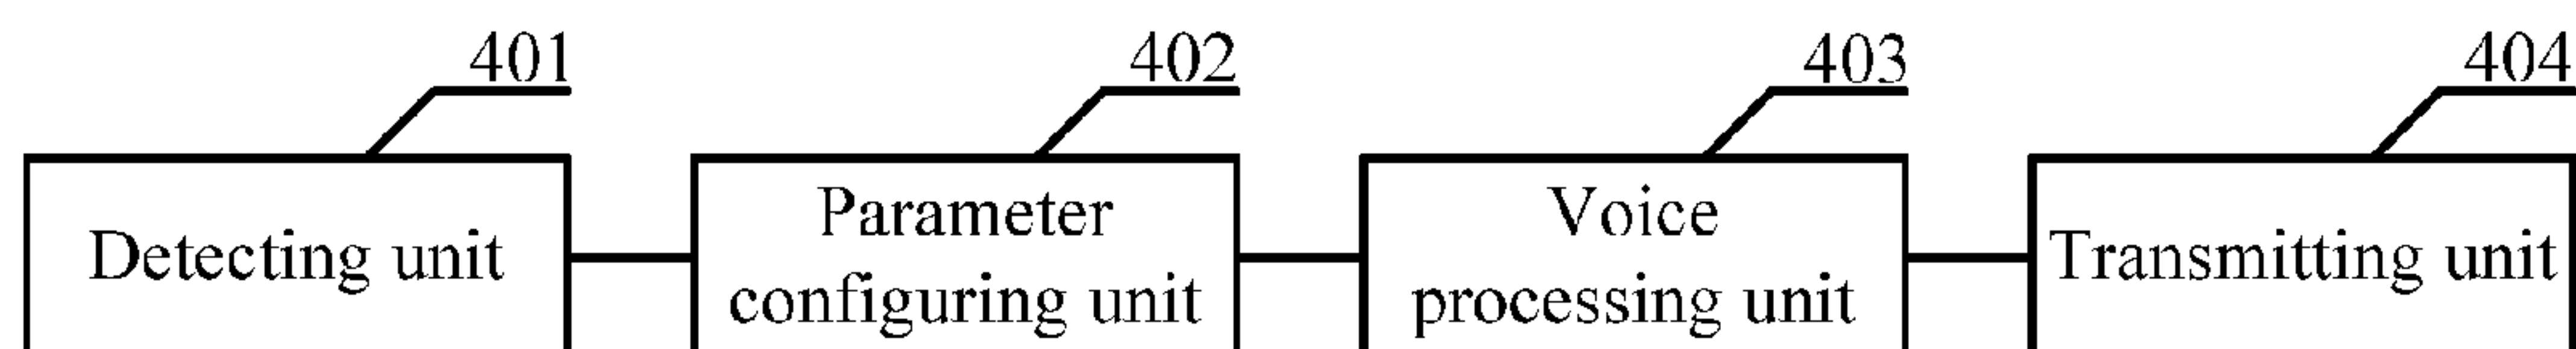 401
402
403
404
Detecting unit
Parameter
configuring unit
Voice
processing unit
Transmitting unit